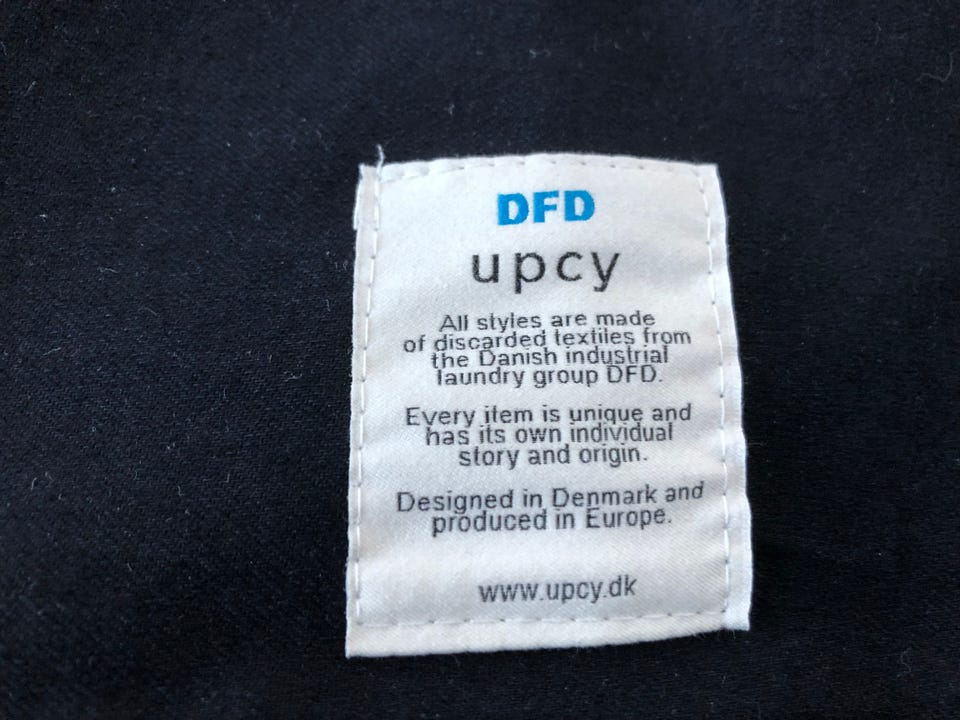 DFD
upcy
All styles are made
of discarded textiles from
the Danish industrial
laundry group DFD.
Every item is unique and
has its own individual
story and origin.
Designed in Denmark and
produced in Europe.
www.upcy.dk